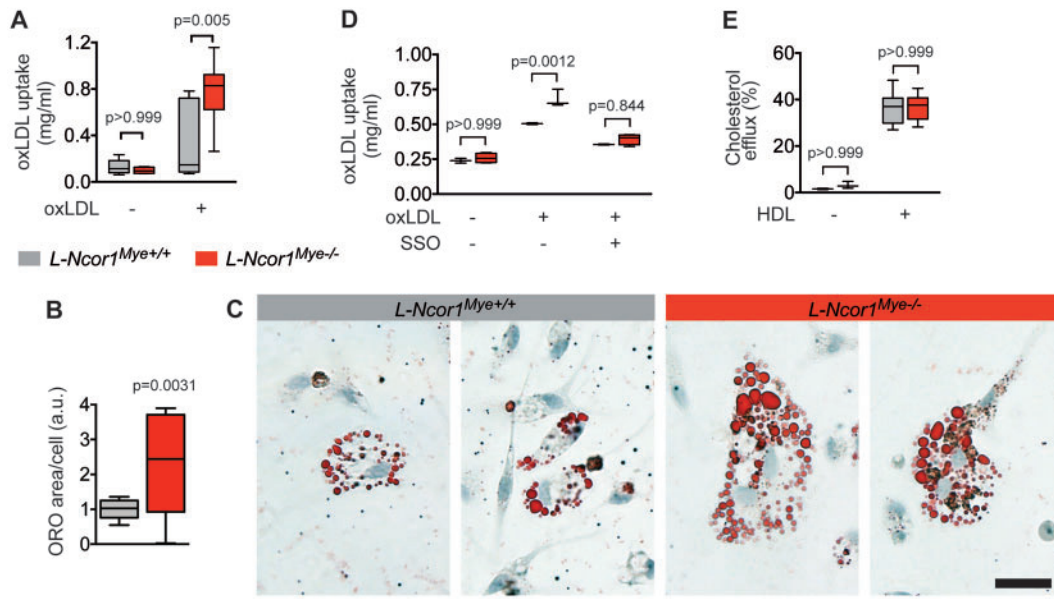 A
p=0.005
p>0.999
oxLDL uptake
(mg/ml)
1.2
0.8
0.4
0.0
oxLDL
-
+
D
p=0.0012
p>0.999
p=0.844
oxLDL uptake
(mg/ml)
1.00
0.75
0.50
0.25
0.00
oxLDL
-
+
+
SSO
-
-
+
E
p>0.999
p>0.999
Cholesterol
efflux (%)
60
40
20
0
HDL
-
+
L-Ncor1Mye+/+
L-Ncor1Mye-/-
B
p=0.0031
ORO area/cell (a.u.)
4
3
2
1
0
C
L-Ncor1Mye+/+
L-Ncor1Mye-/-